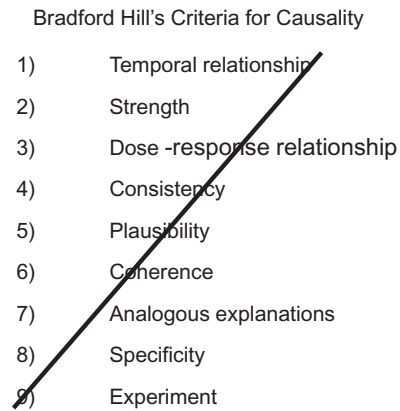 Bradford Hill's Criteria for Causality
1) Temporal relationship
2) Strength
3) Dose -response relationship
4) Consistency
5) Plausibility
6) Coherence
7) Analogous explanations
8) Specificity
9) Experiment